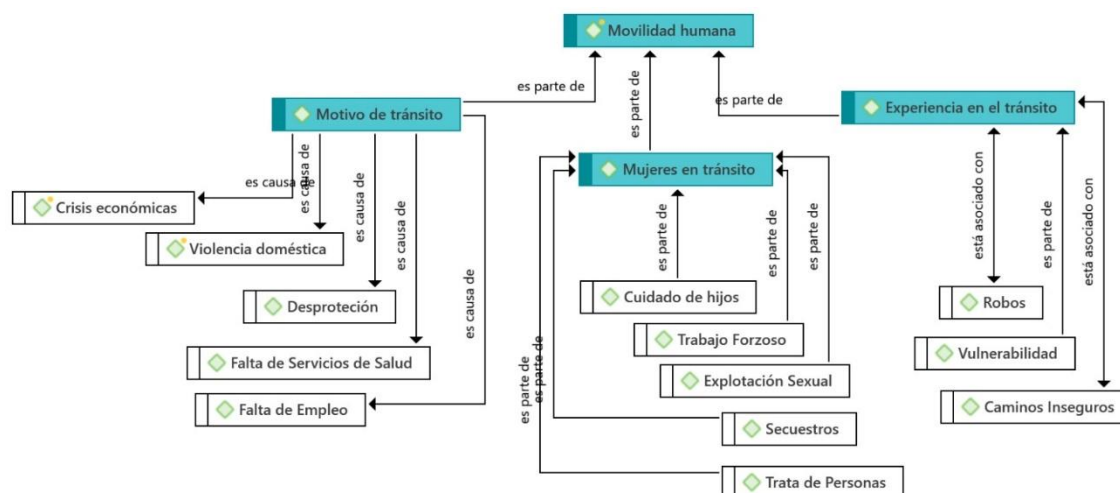 Movilidad humana
es parte de
es parte de
es parte de
Motivo de tránsito
Experiencia en el tránsito
Mujeres en tránsito
es causa de
es causa de
es causa de
es causa de
es causa de
Crisis económicas
Violencia doméstica
Desproteción
Falta de Servicios de Salud
Falta de Empleo
es parte de
es parte de
es parte de
es parte de
es parte de
Cuidado de hijos
Trabajo Forzoso
Explotación Sexual
Secuestros
Trata de Personas
está asociado con
es parte de
está asociado con
Robos
Vulnerabilidad
Caminos Inseguros